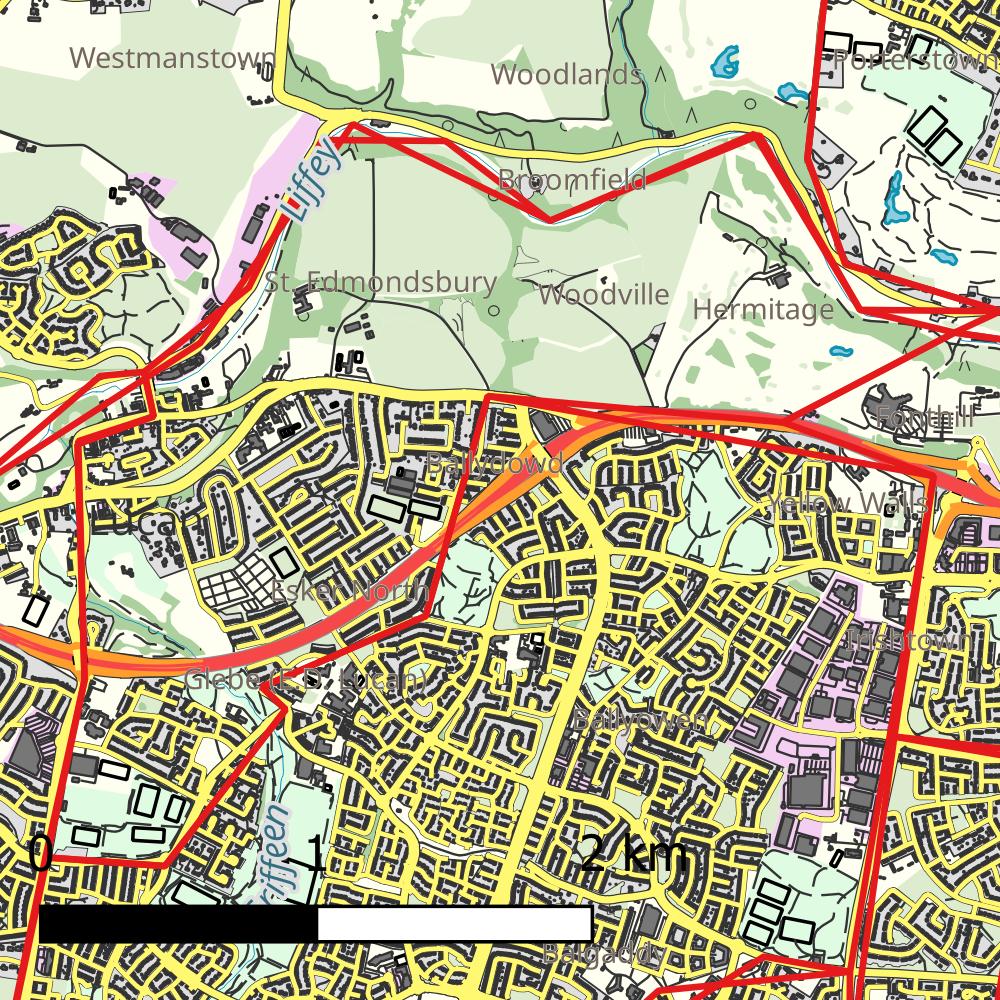 Westmanstown
Porterstown
Woodlands
Liffey
Broomfield
St. Edmondsbury
Woodville
Hermitage
Fonthill
Ballydowd
Yellow Walls
Esker North
Irishtown
Glebe (E.D. Lucan)
Ballyowen
0 1 2 km
riffeen
Balgaddy